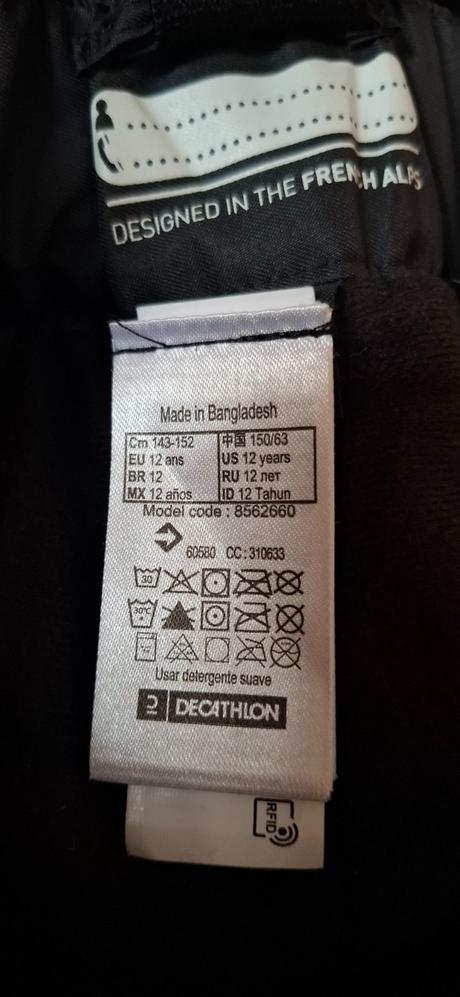 DESIGNED IN THE FRENCH ALPS
Made in Bangladesh
Cm 143-152 中国 150/63
EU 12 ans US 12 years
BR 12 RU 12 лет
MX 12 años ID 12 Tahun
Model code : 8562660
60580 CC : 310633
30
30°C
Usar detergente suave
DECATHLON
RFID